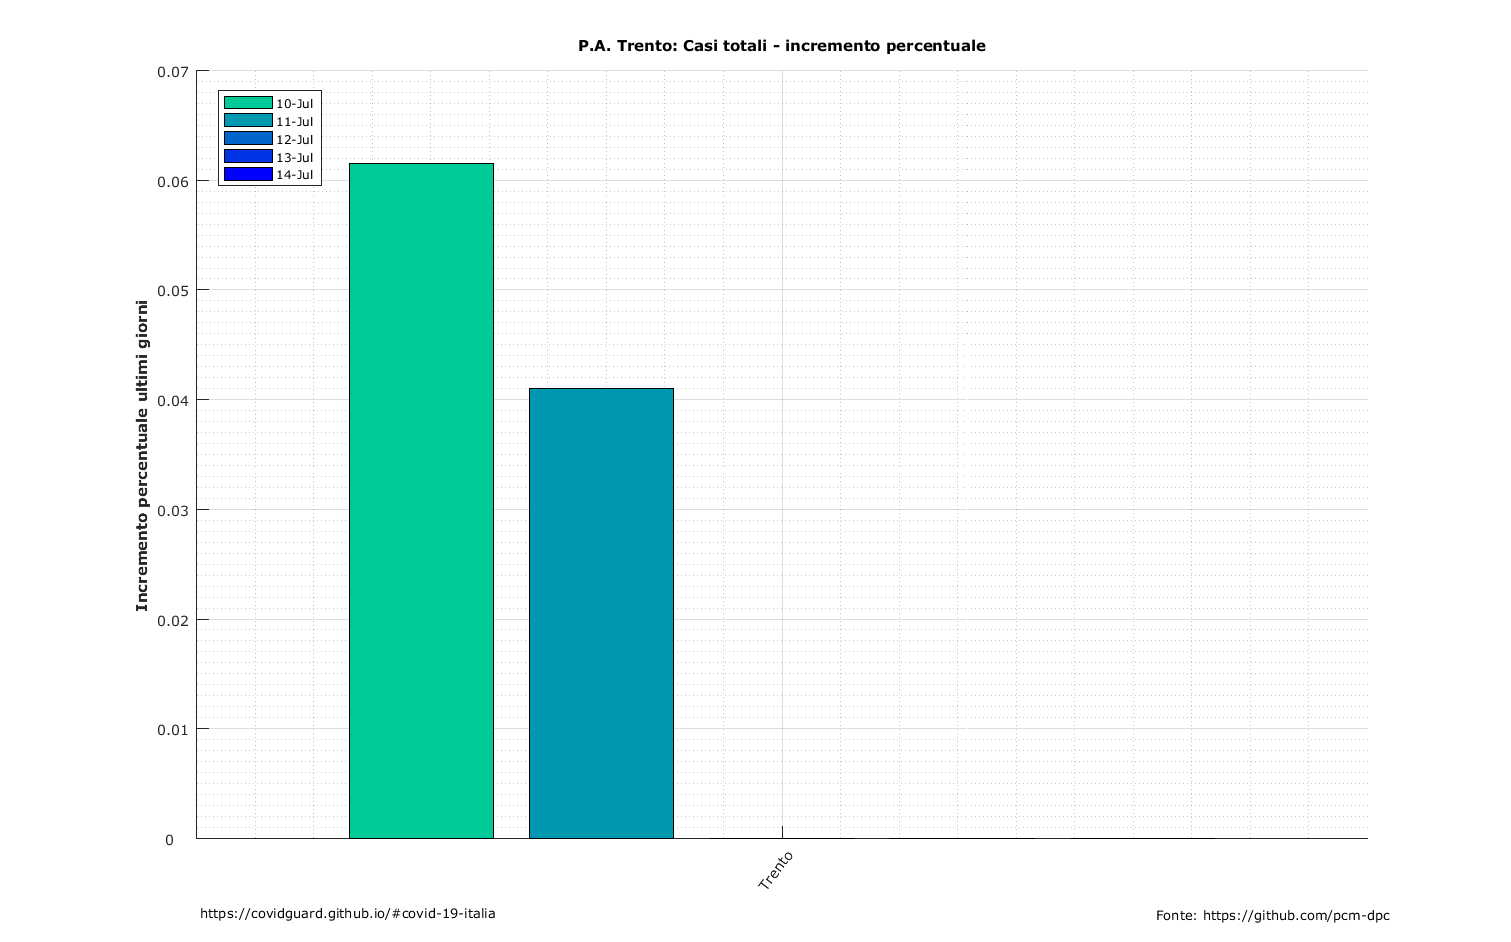 P.A. Trento: Casi totali - incremento percentuale
0.07
0.06
0.05
0.04
0.03
0.02
0.01
0
Incremento percentuale ultimi giorni
10-Jul
11-Jul
12-Jul
13-Jul
14-Jul
Trento
https://covidguard.github.io/#covid-19-italia
Fonte: https://github.com/pcm-dpc